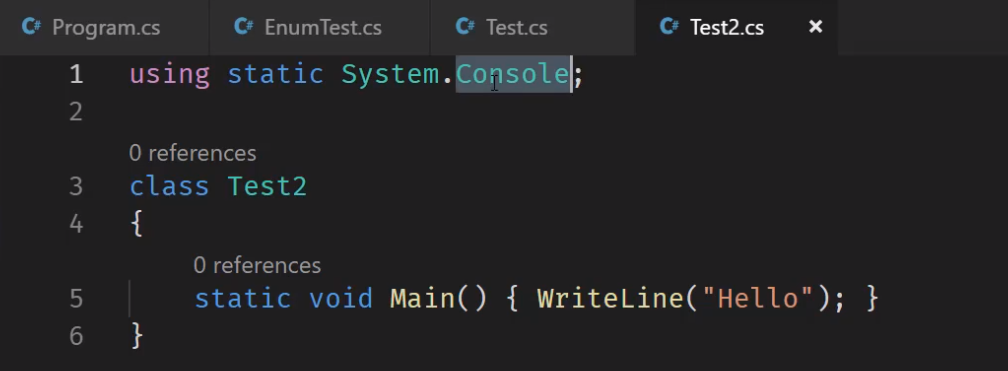 Program.cs EnumTest.cs Test.cs Test2.cs ×
1 using static System.Console;
2
0 references
3 class Test2
4 {
0 references
5 static void Main() { WriteLine("Hello"); }
6 }